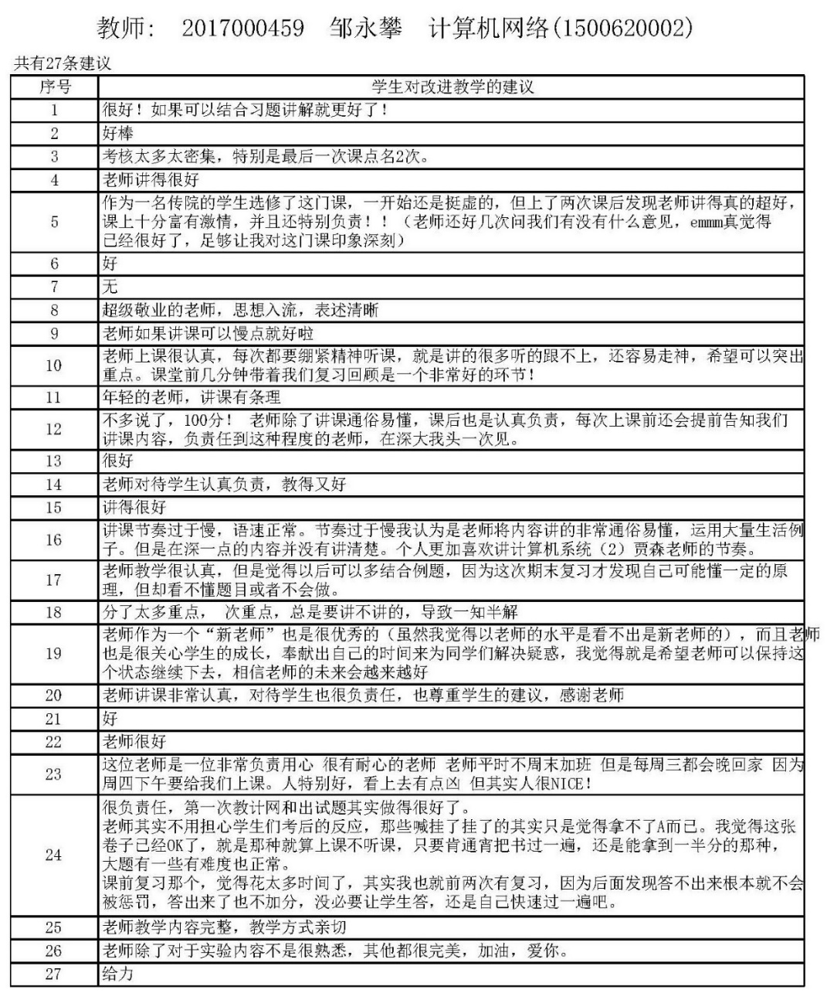 教师: 2017000459 邹永攀 计算机网络(1500620002)
共有27条建议
序号 学生对改进教学的建议
1 很好！如果可以结合习题讲解就更好了！
2 好棒
3 考核太多太密集，特别是最后一次课点名2次。
4 老师讲得很好
作为一名传院的学生选修了这门课，一开始还是挺虚的，但上了两次课后发现老师讲得真的超好，
5 课上十分富有激情，并且还特别负责！！（老师还好几次问我们有没有什么意见，emmm真觉得
已经很好了，足够让我对这门课印象深刻）
6 好
7 无
8 超级敬业的老师，思想入流，表述清晰
9 老师如果讲课可以慢点就好啦
10 老师上课很认真，每次都要绷紧精神听课，就是讲的很多听的跟不上，还容易走神，希望可以突出
重点。课堂前几分钟带着我们复习回顾是一个非常好的环节！
11 年轻的老师，讲课有条理
12 不多说了，100分！ 老师除了讲课通俗易懂，课后也是认真负责，每次上课前还会提前告知我们
讲课内容，负责任到这种程度的老师，在深大我头一次见。
13 很好
14 老师对待学生认真负责，教得又好
15 讲得很好
16 讲课节奏过于慢，语速正常。节奏过于慢我认为是老师将内容讲的非常通俗易懂，运用大量生活例
子。但是在深一点的内容并没有讲清楚。个人更加喜欢讲计算机系统（2）贾森老师的节奏。
17 老师教学很认真，但是觉得以后可以多结合例题，因为这次期末复习才发现自己可能懂一定的原
理，但却看不懂题目或者不会做。
18 分了太多重点， 次重点，总是要讲不讲的，导致一知半解
老师作为一个“新老师”也是很优秀的（虽然我觉得以老师的水平是看不出是新老师的），而且老师
19 也是很关心学生的成长，奉献出自己的时间来为同学们解决疑惑，我觉得就是希望老师可以保持这
个状态继续下去，相信老师的未来会越来越好
20 老师讲课非常认真，对待学生也很负责任，也尊重学生的建议，感谢老师
21 好
22 老师很好
23 这位老师是一位非常负责用心 很有耐心的老师 老师平时不周末加班 但是每周三都会晚回家 因为
周四下午要给我们上课。人特别好，看上去有点凶 但其实人很NICE！
很负责任，第一次教计网和出试题其实做得很好了。
老师其实不用担心学生们考后的反应，那些喊挂了挂了的其实只是觉得拿不了A而已。我觉得这张
卷子已经OK了，就是那种就算上课不听课，只要肯通宵把书过一遍，还是能拿到一半分的那种，
24 大题有一些有难度也正常。
课前复习那个，觉得花太多时间了，其实我也就前两次有复习，因为后面发现答不出来根本就不会
被惩罚，答出来了也不加分，没必要让学生答，还是自己快速过一遍吧。
25 老师教学内容完整，教学方式亲切
26 老师除了对于实验内容不是很熟悉，其他都很完美，加油，爱你。
27 给力